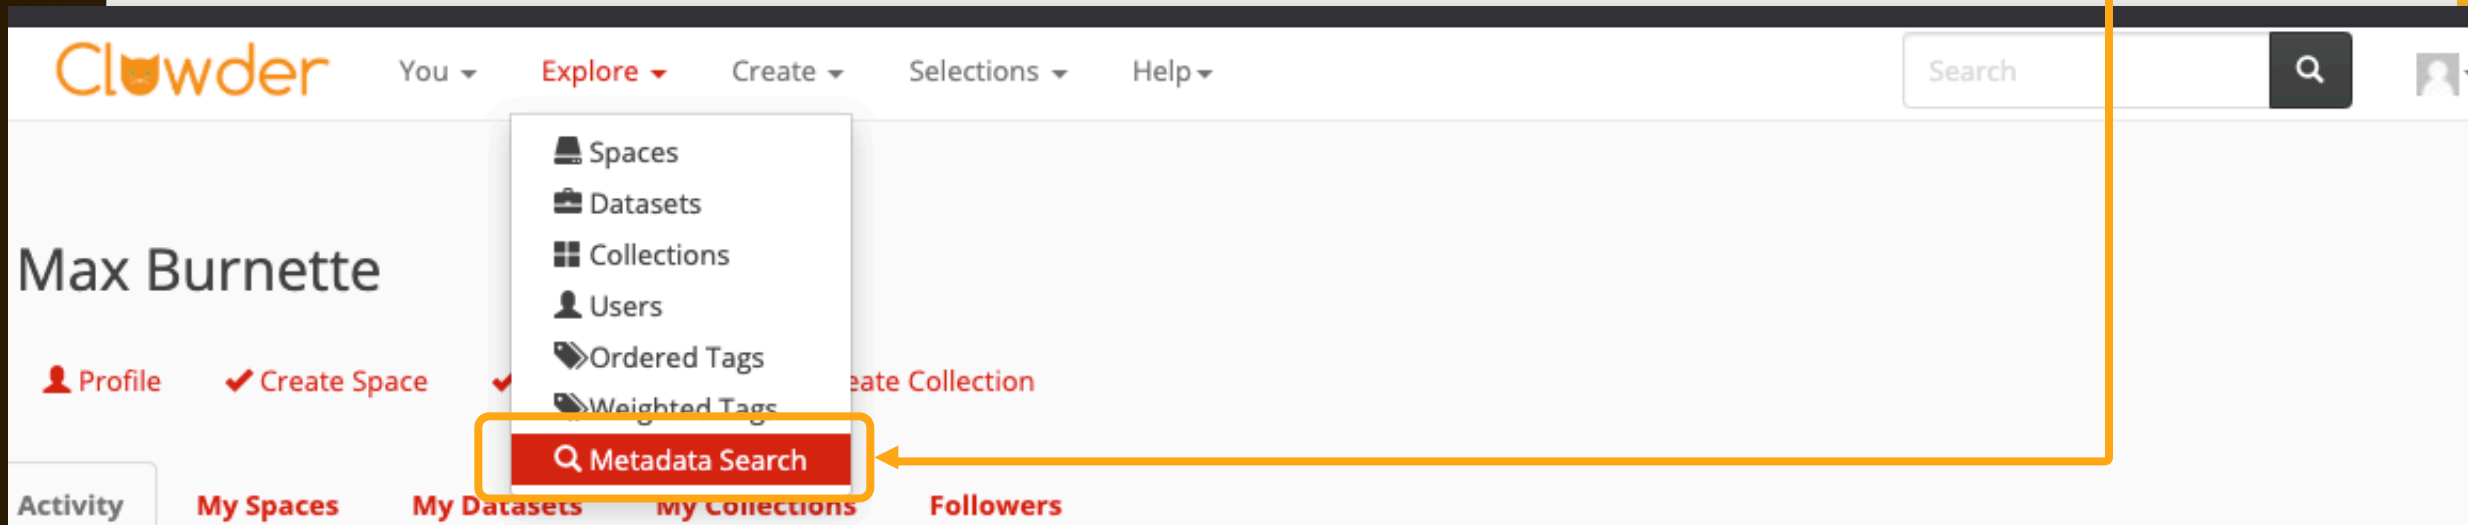 Clowder You Explore Create Selections Help Search
Spaces
Datasets
Collections
Users
Ordered Tags
Weighted Tags
Metadata Search
Max Burnette
Profile Create Space Collection
Activity My Spaces My Datasets My Collections Followers